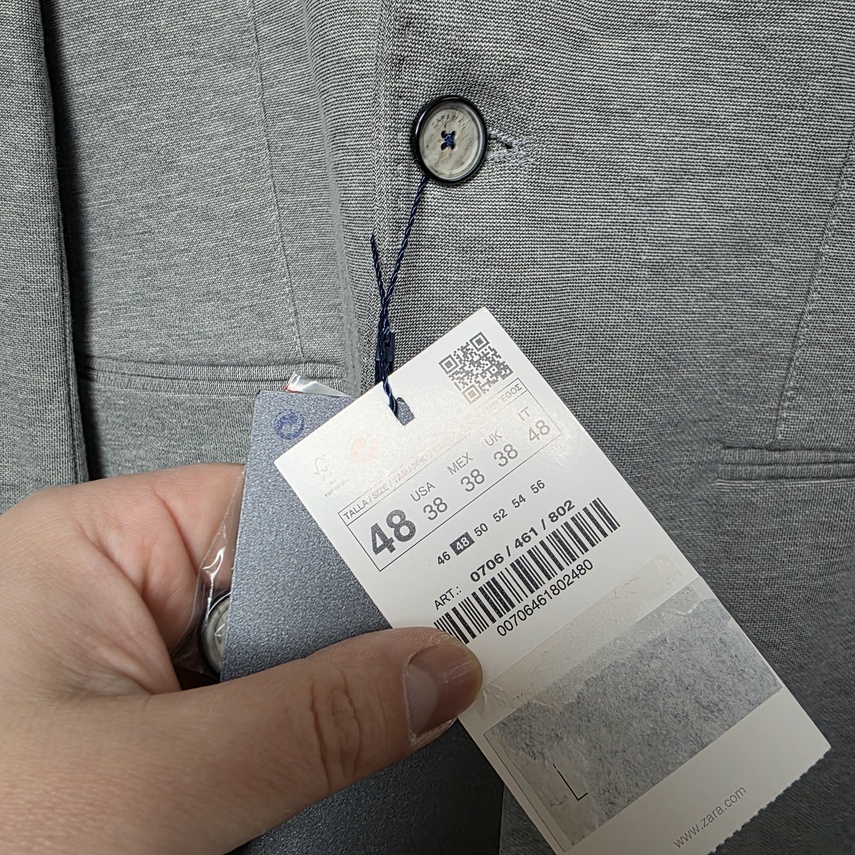 TALLA / SIZE /
USA MEX UK IT
48 38 38 38 48
46 48 50 52 54 56
ART.: 0706 / 461 / 802
00706461802480
www.zara.com